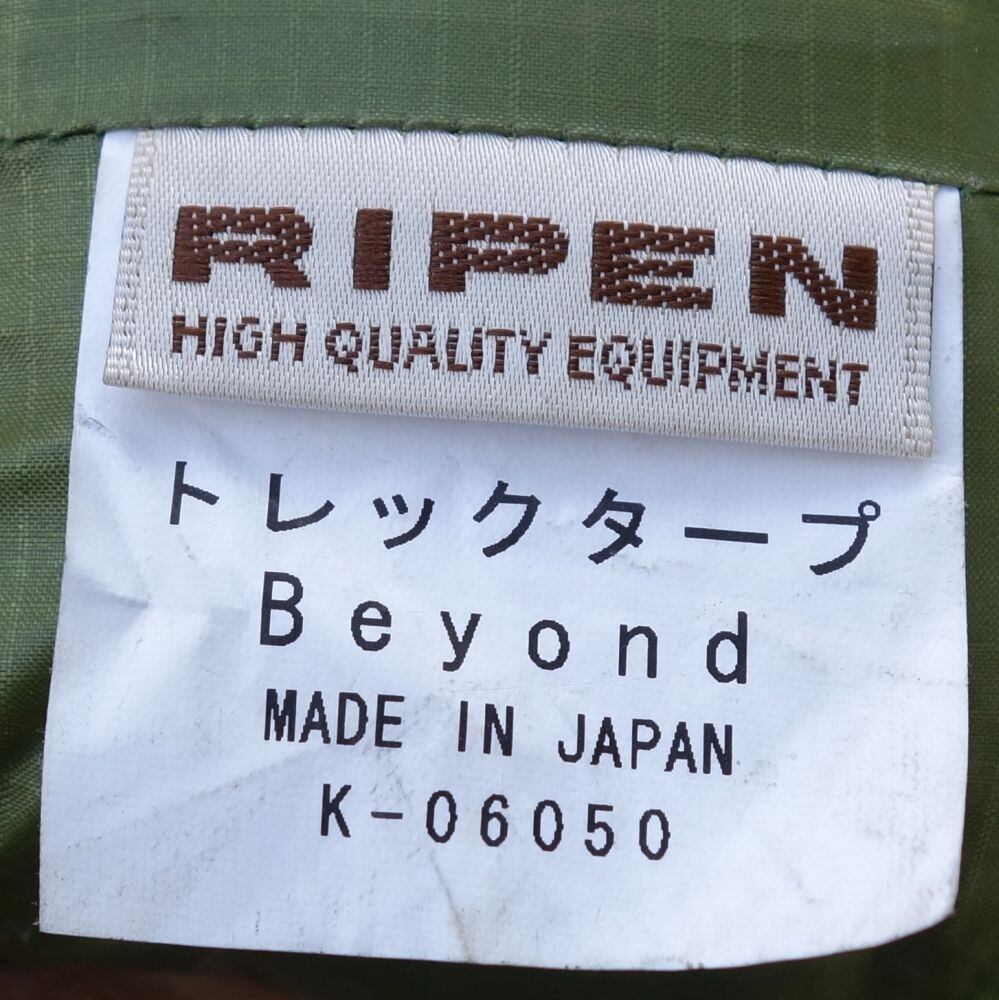 RIPEN
HIGH QUALITY EQUIPMENT
トレックタープ
Beyond
MADE IN JAPAN
K-06050